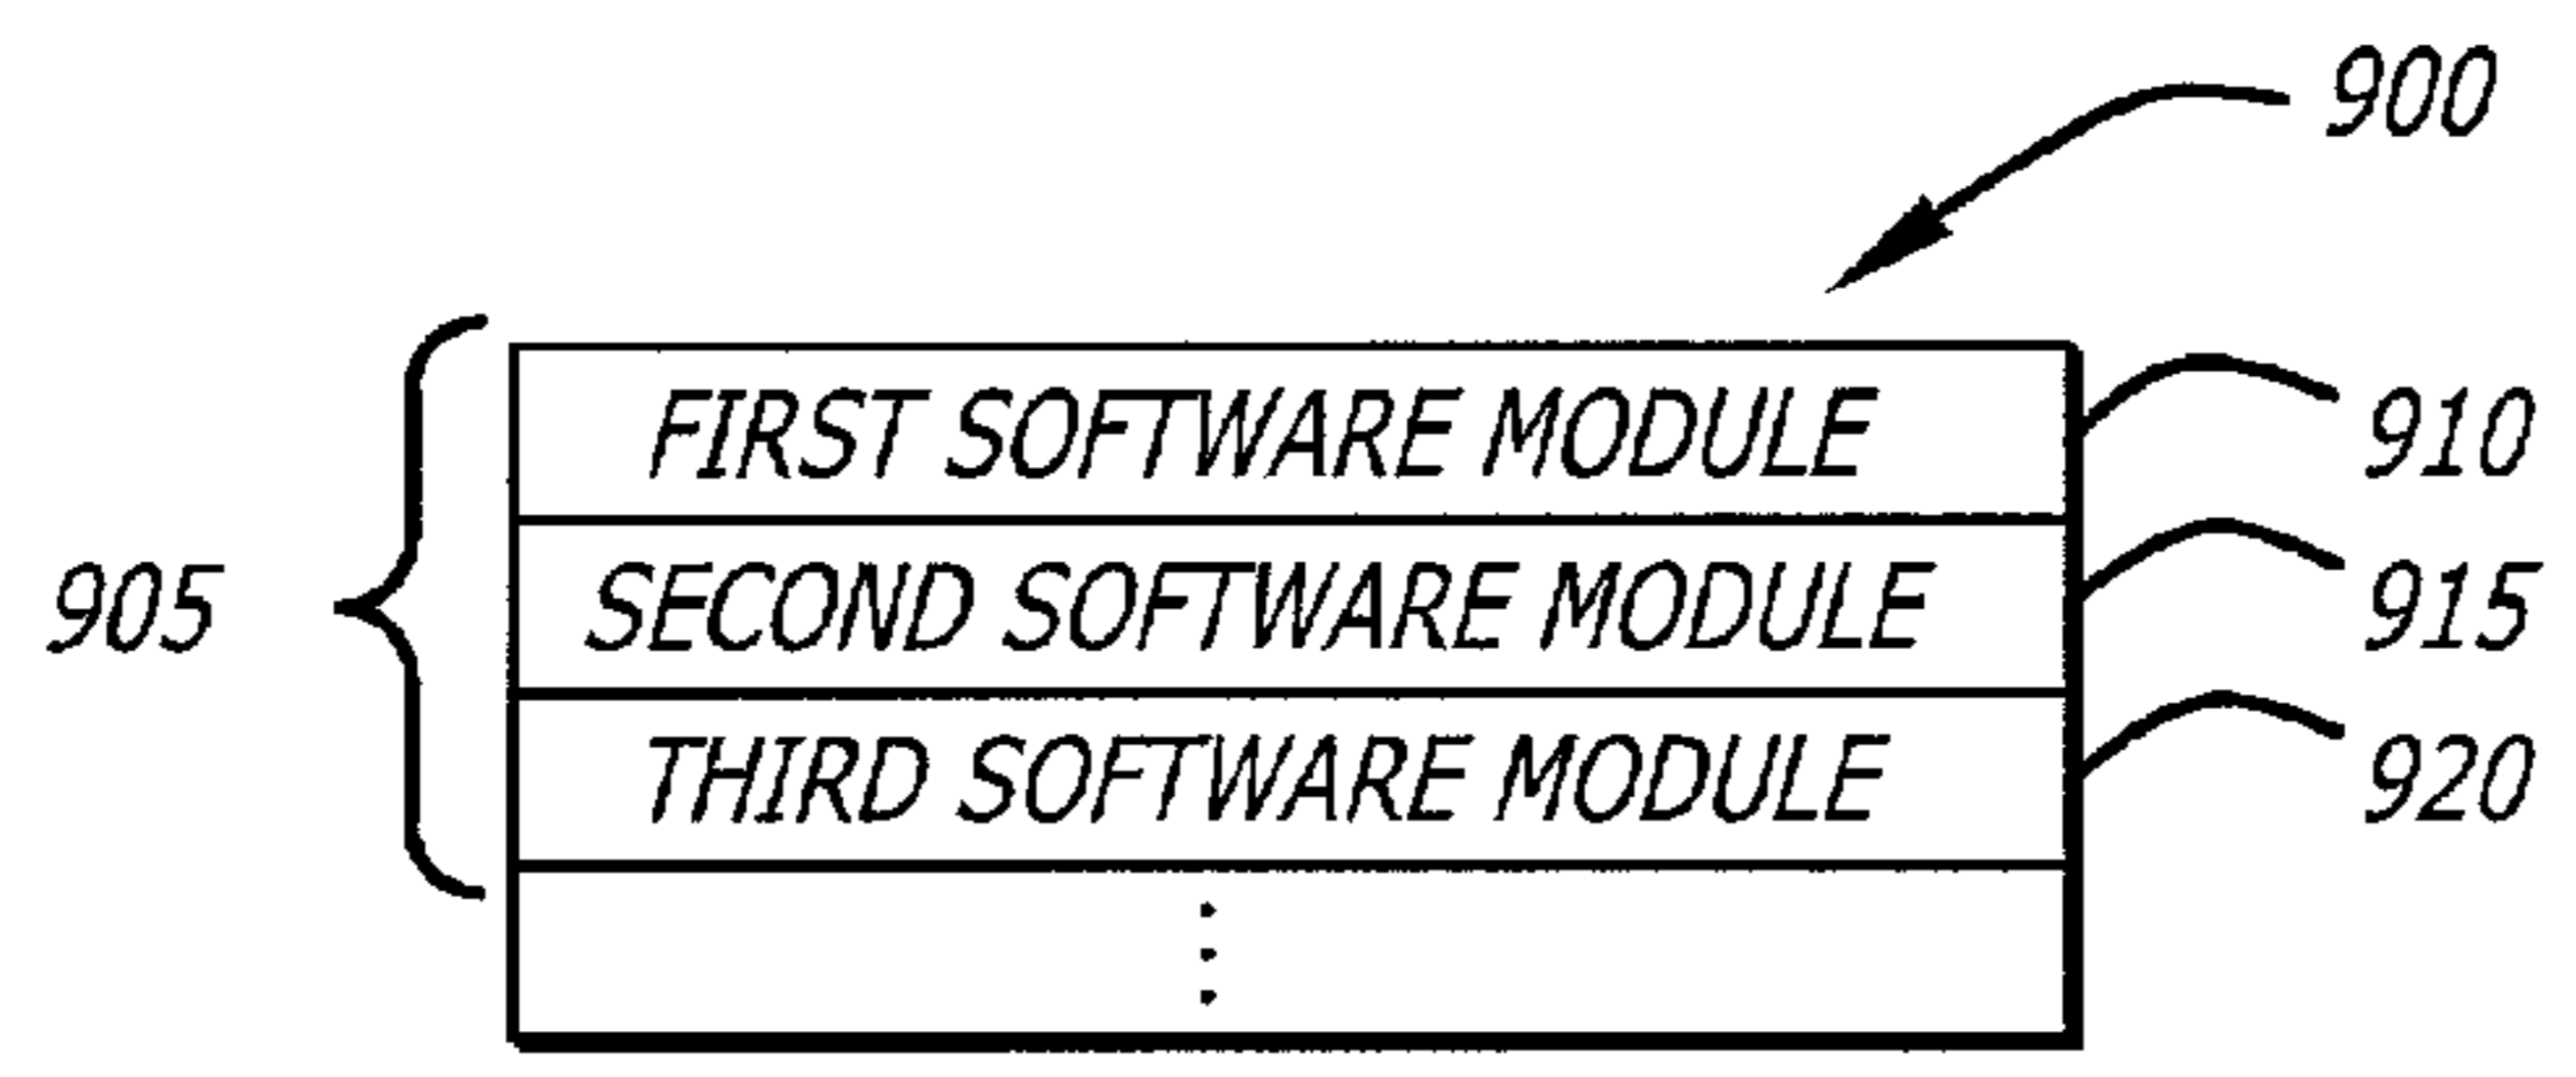 900
FIRST SOFTWARE MODULE 910
905 SECOND SOFTWARE MODULE 915
THIRD SOFTWARE MODULE 920